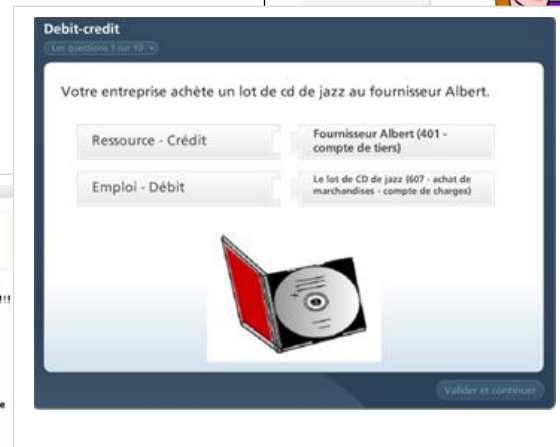 Debit-credit
Les questions 1 sur 10
Votre entreprise achète un lot de cd de jazz au fournisseur Albert.
Ressource - Crédit
Fournisseur Albert (401 -
compte de tiers)
Emploi - Débit
Le lot de CD de jazz (607 - achat de
marchandises - compte de charges)
!!!
e
Valider et continuer